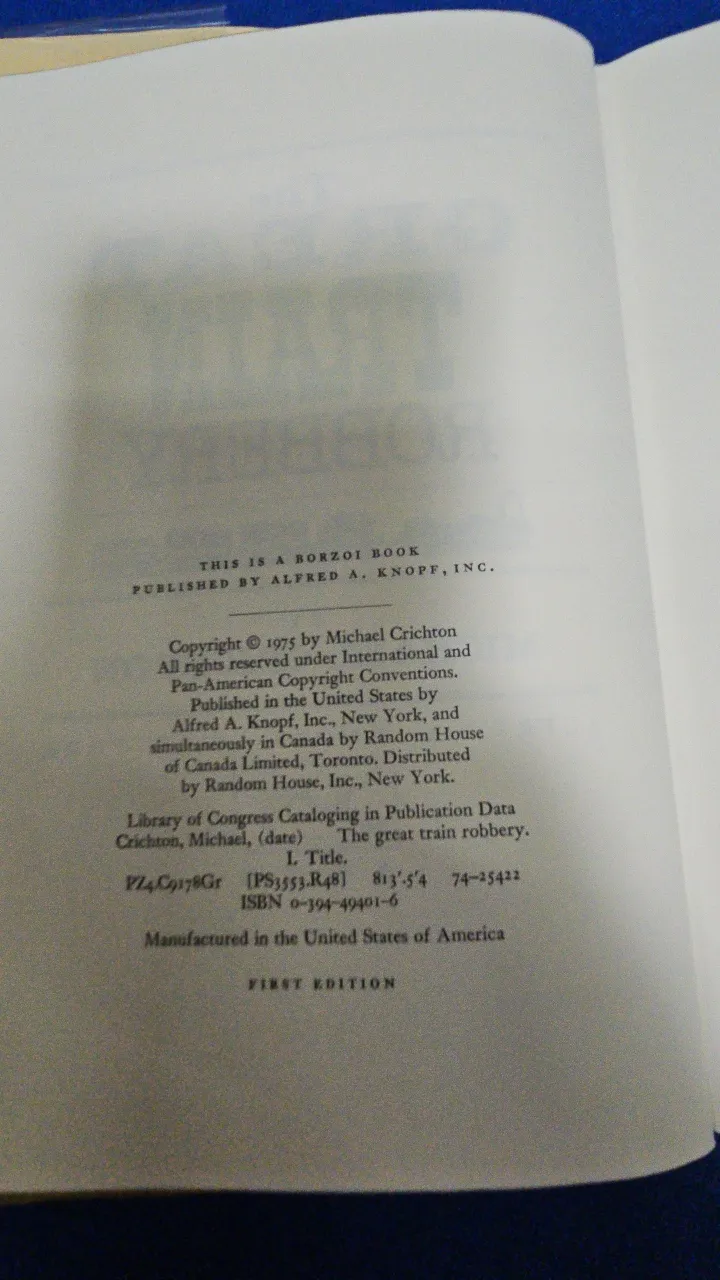 THIS IS A BORZOI BOOK
PUBLISHED BY ALFRED A. KNOPF, INC.
Copyright © 1975 by Michael Crichton
All rights reserved under International and
Pan-American Copyright Conventions.
Published in the United States by
Alfred A. Knopf, Inc., New York, and
simultaneously in Canada by Random House
of Canada Limited, Toronto. Distributed
by Random House, Inc., New York.
Library of Congress Cataloging in Publication Data
Crichton, Michael, (date) The great train robbery.
I. Title.
PZ4.C9178Gr [PS3553.R48] 813'.5'4 74-25422
ISBN 0-394-49401-6
Manufactured in the United States of America
FIRST EDITION